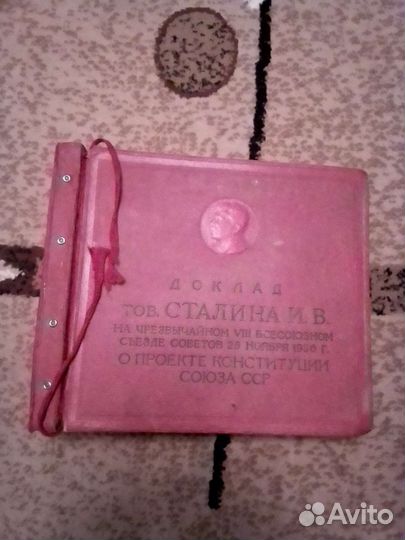 ДОКЛАД
ТОВ. СТАЛИНА И. В.
НА ЧРЕЗВЫЧАЙНОМ VIII ВСЕСОЮЗНОМ
СЪЕЗДЕ СОВЕТОВ 25 НОЯБРЯ 1936 Г.
О ПРОЕКТЕ КОНСТИТУЦИИ
СОЮЗА ССР
Avito